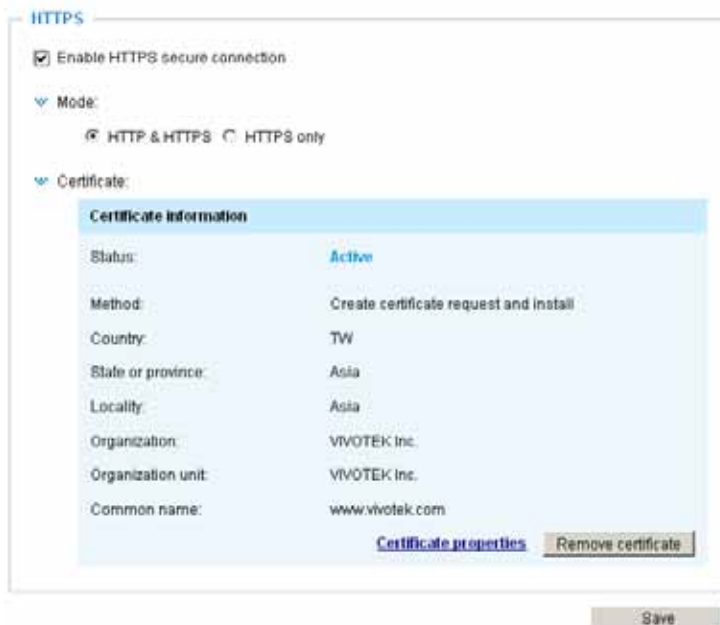 HTTPS
Enable HTTPS secure connection
Mode:
HTTP & HTTPS HTTPS only
Certificate:
Certificate information
Status: Active
Method: Create certificate request and install
Country: TW
State or province: Asia
Locality: Asia
Organization: VIVOTEK Inc.
Organization unit: VIVOTEK Inc.
Common name: www.vivotek.com
Certificate properties Remove certificate
Save